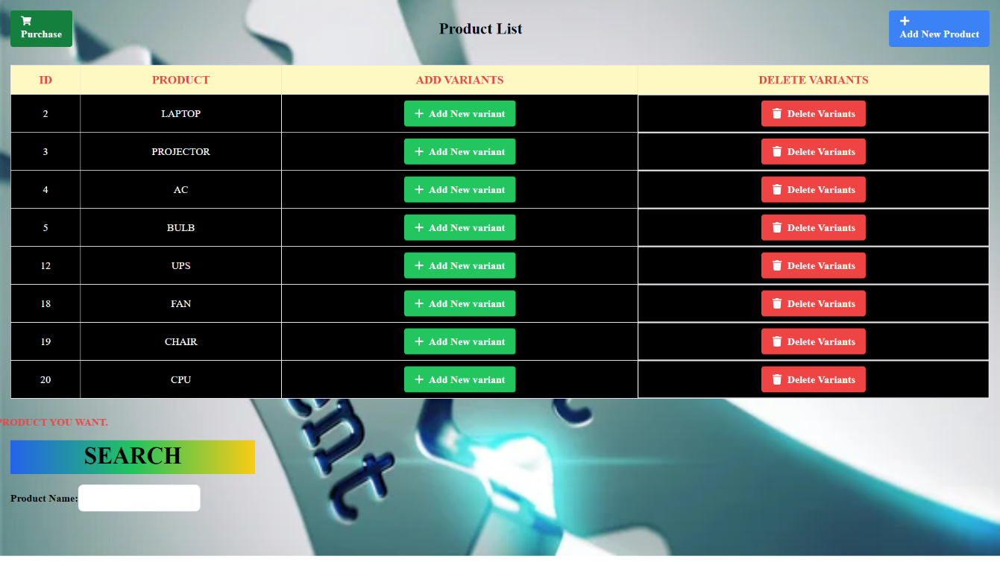 Purchase
Product List
Add New Product
ID PRODUCT ADD VARIANTS DELETE VARIANTS
2 LAPTOP Add New variant Delete Variants
3 PROJECTOR Add New variant Delete Variants
4 AC Add New variant Delete Variants
5 BULB Add New variant Delete Variants
12 UPS Add New variant Delete Variants
18 FAN Add New variant Delete Variants
19 CHAIR Add New variant Delete Variants
20 CPU Add New variant Delete Variants
PRODUCT YOU WANT.
SEARCH
Product Name: